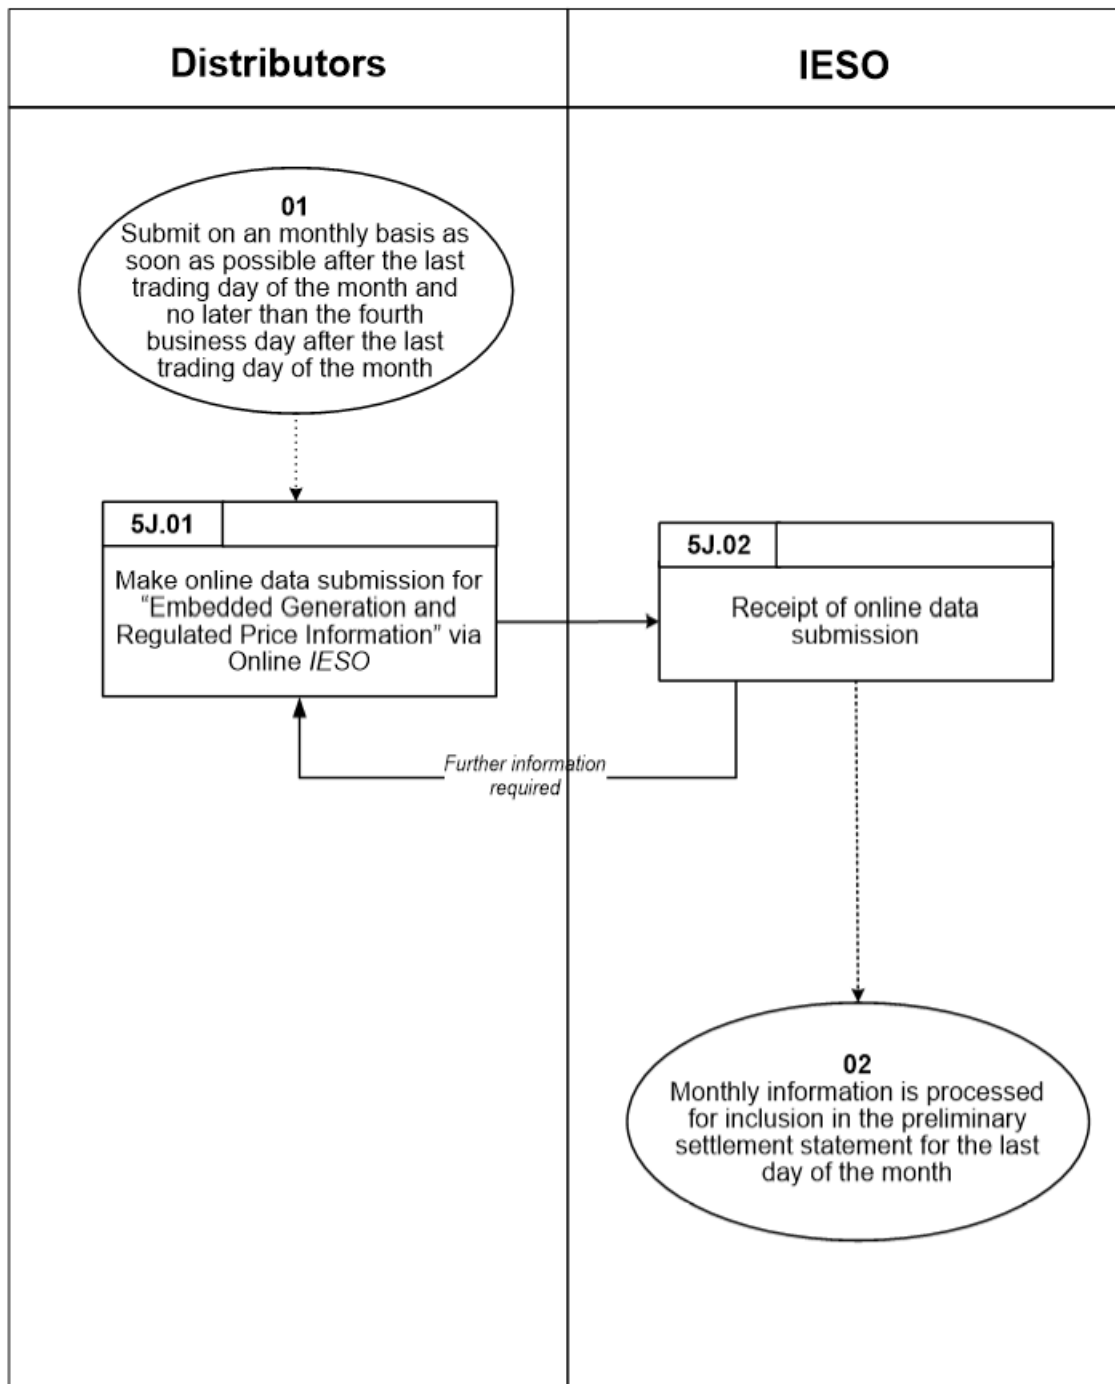 Distributors
IESO
01
Submit on an monthly basis as
soon as possible after the last
trading day of the month and
no later than the fourth
business day after the last
trading day of the month
5J.01
Make online data submission for
“Embedded Generation and
Regulated Price Information” via
Online IESO
5J.02
Receipt of online data
submission
Further information
required
02
Monthly information is processed
for inclusion in the preliminary
settlement statement for the last
day of the month